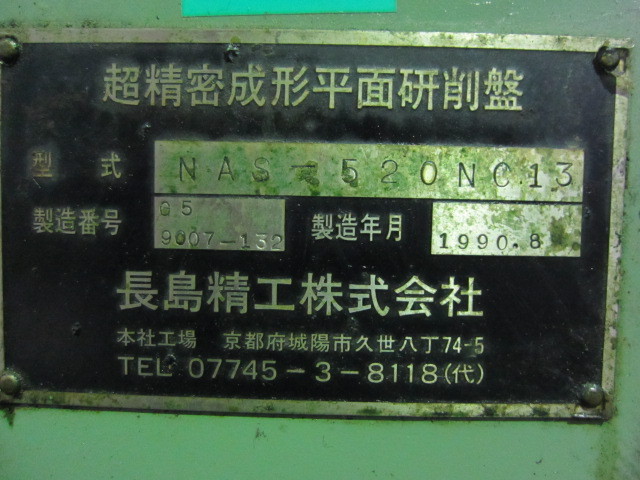 超精密成形平面研削盤
型 式 NAS-520NC13
製造番号 G5 9007-132 製造年月 1990.8
長島精工株式会社
本社工場 京都府城陽市久世八丁74-5
TEL 07745-3-8118(代)